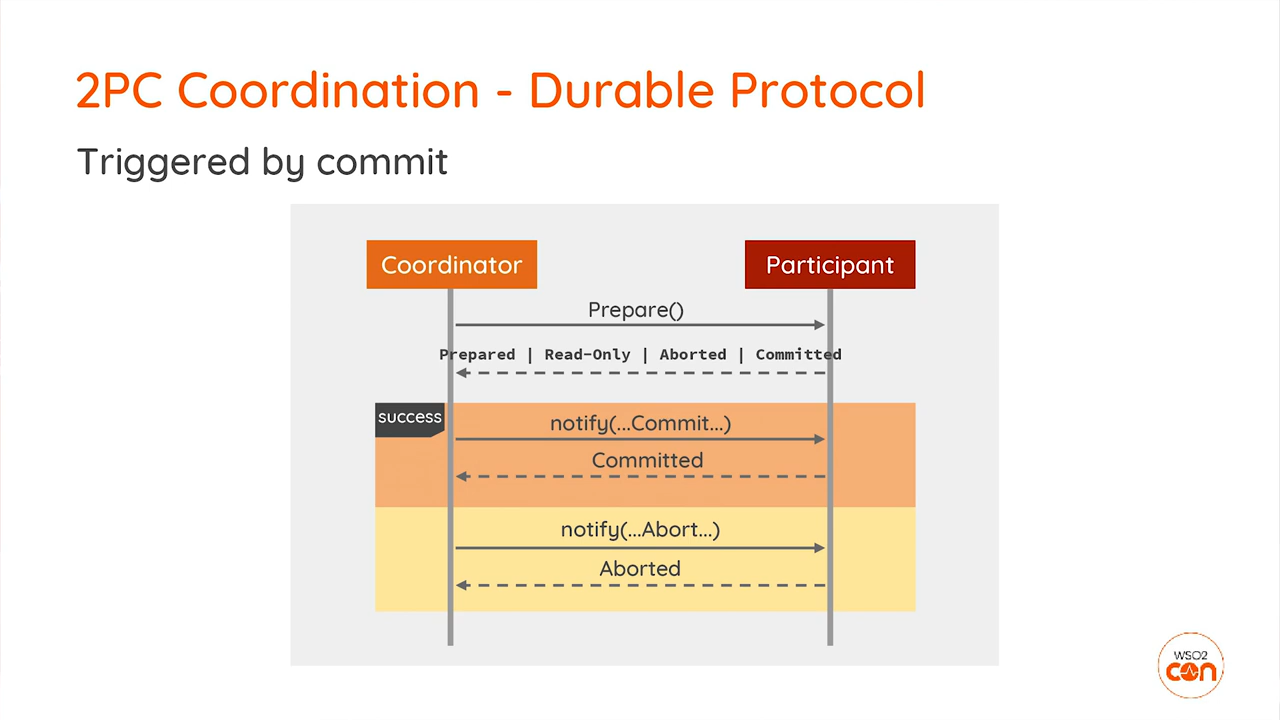 2PC Coordination - Durable Protocol
Triggered by commit
Coordinator
Participant
Prepare()
Prepared | Read-Only | Aborted | Committed
success
notify(...Commit...)
Committed
notify(...Abort...)
Aborted
WSO2
con